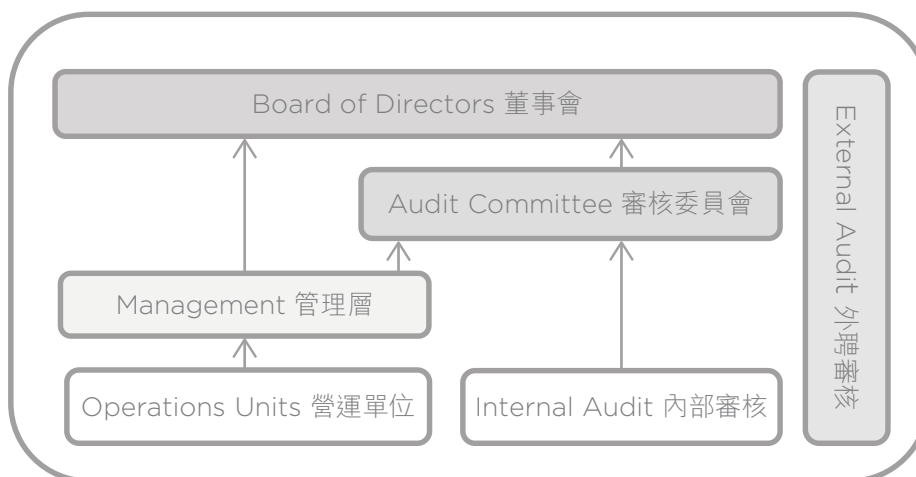 Board of Directors 董事會
Audit Committee 審核委員會
Management 管理層
Operations Units 營運單位
Internal Audit 內部審核
External Audit 外聘審核